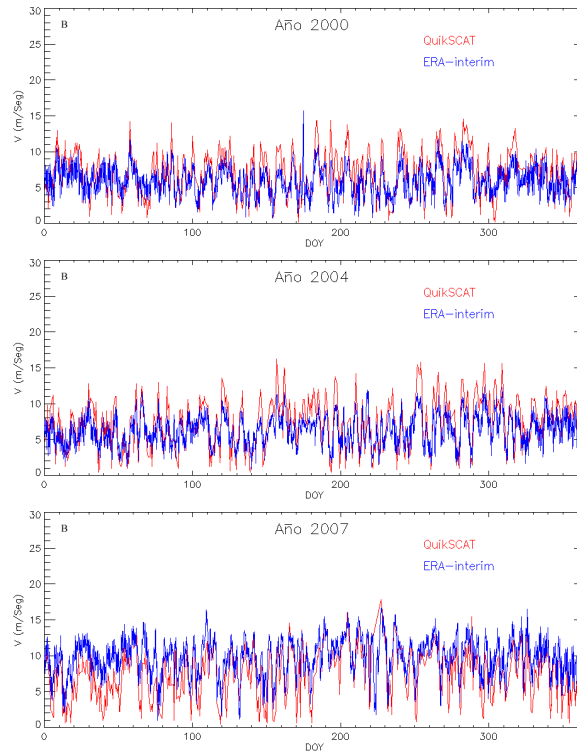 B
Año 2000
QuikSCAT
ERA-interim
30
25
20
15
10
5
0
V (m/Seg)
0 100 200 300
DOY
B
Año 2004
QuikSCAT
ERA-interim
30
25
20
15
10
5
0
V (m/Seg)
0 100 200 300
DOY
B
Año 2007
QuikSCAT
ERA-interim
30
25
20
15
10
5
0
V (m/Seg)
0 100 200 300
DOY